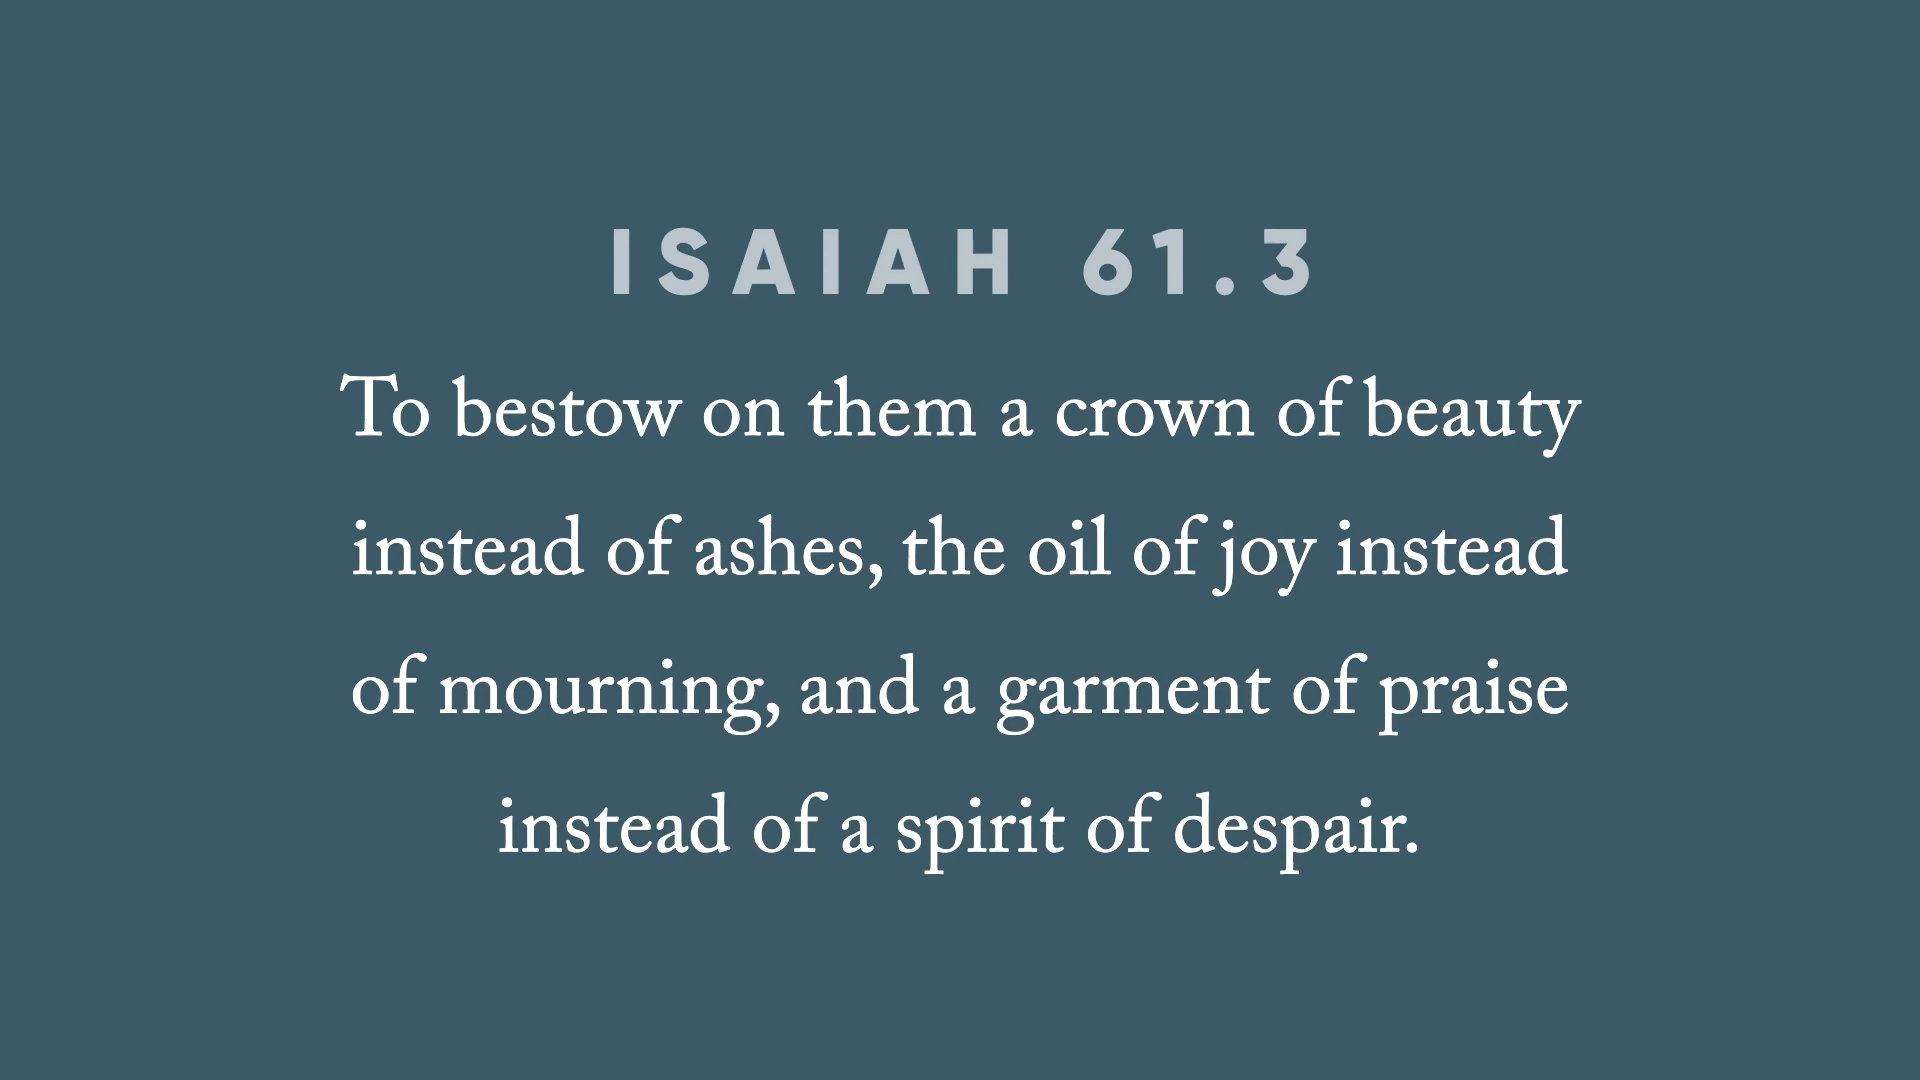 ISAIAH 61.3
To bestow on them a crown of beauty
instead of ashes, the oil of joy instead
of mourning, and a garment of praise
instead of a spirit of despair.